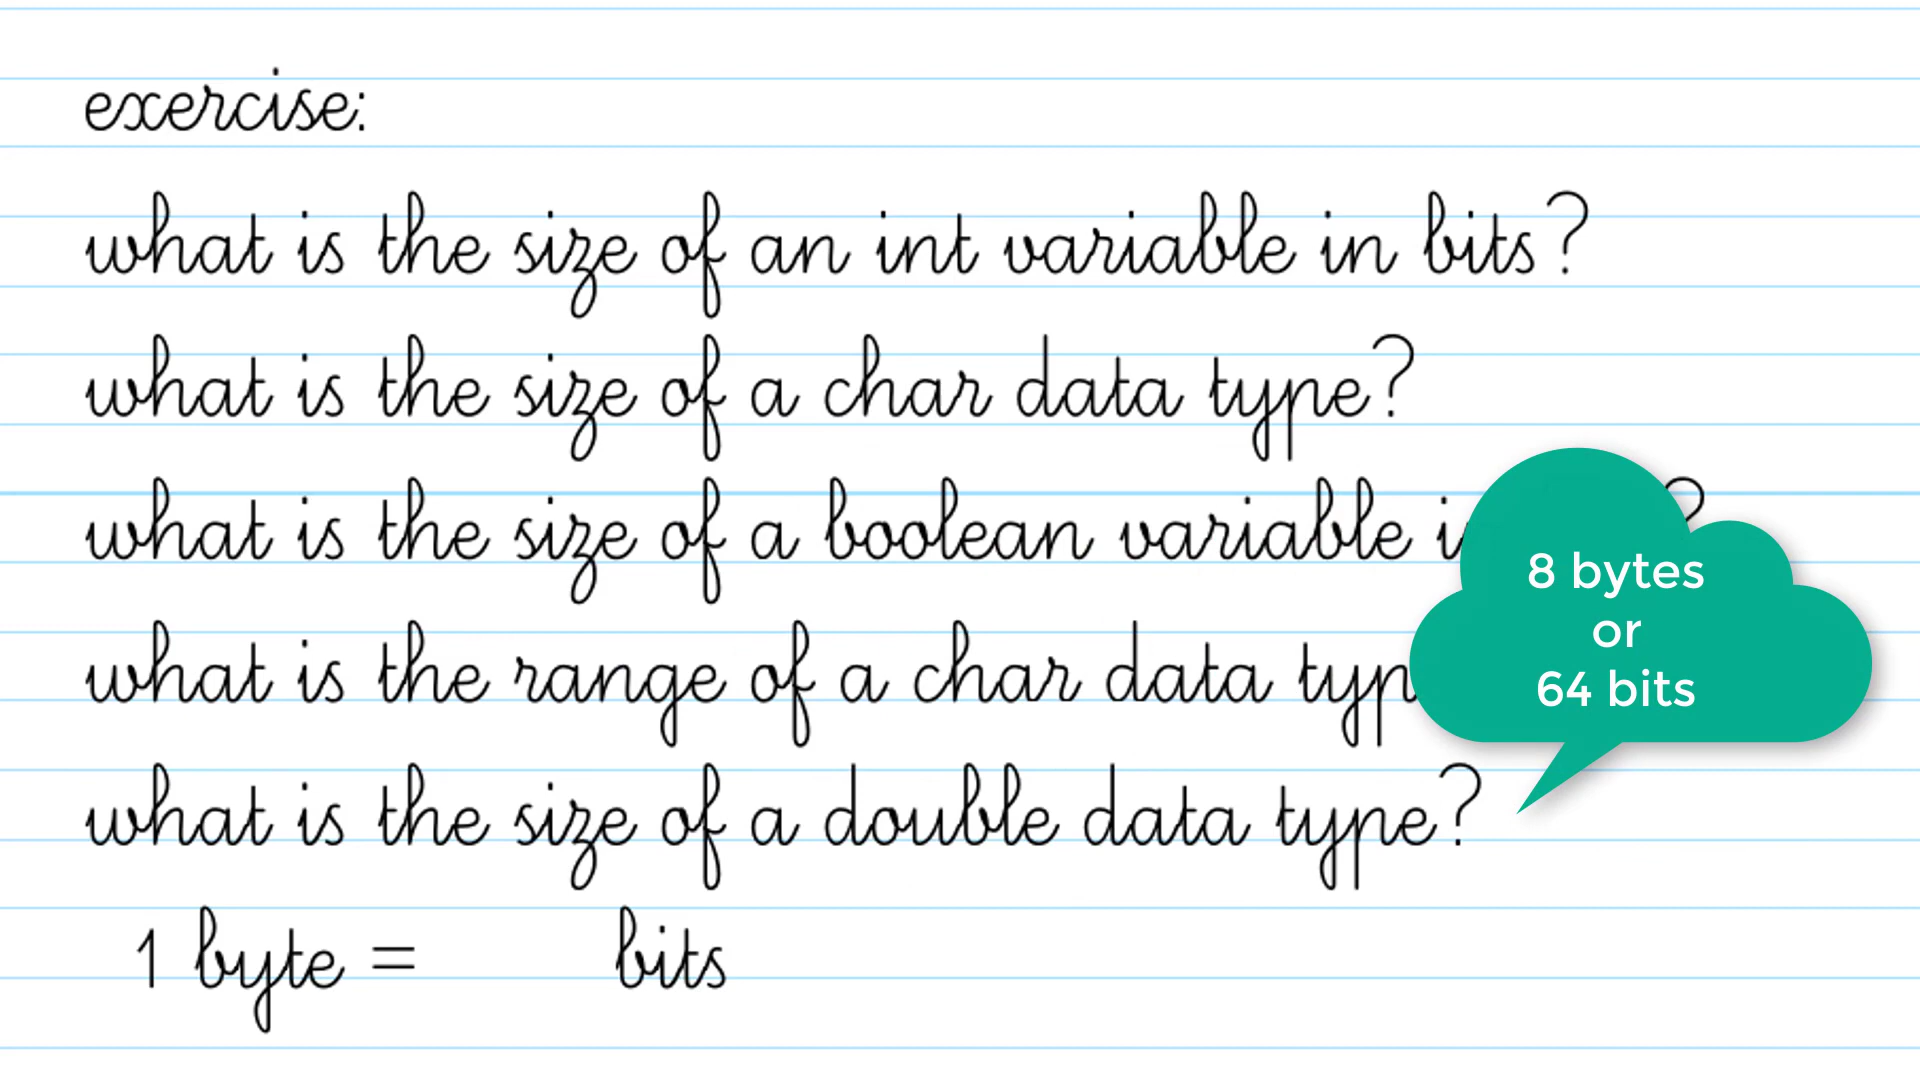 exercise:
what is the size of an int variable in bits?
what is the size of a char data type?
what is the size of a boolean variable ?
what is the range of a char data
what is the size of a double data type?
1 byte = bits
8 bytes
or
64 bits